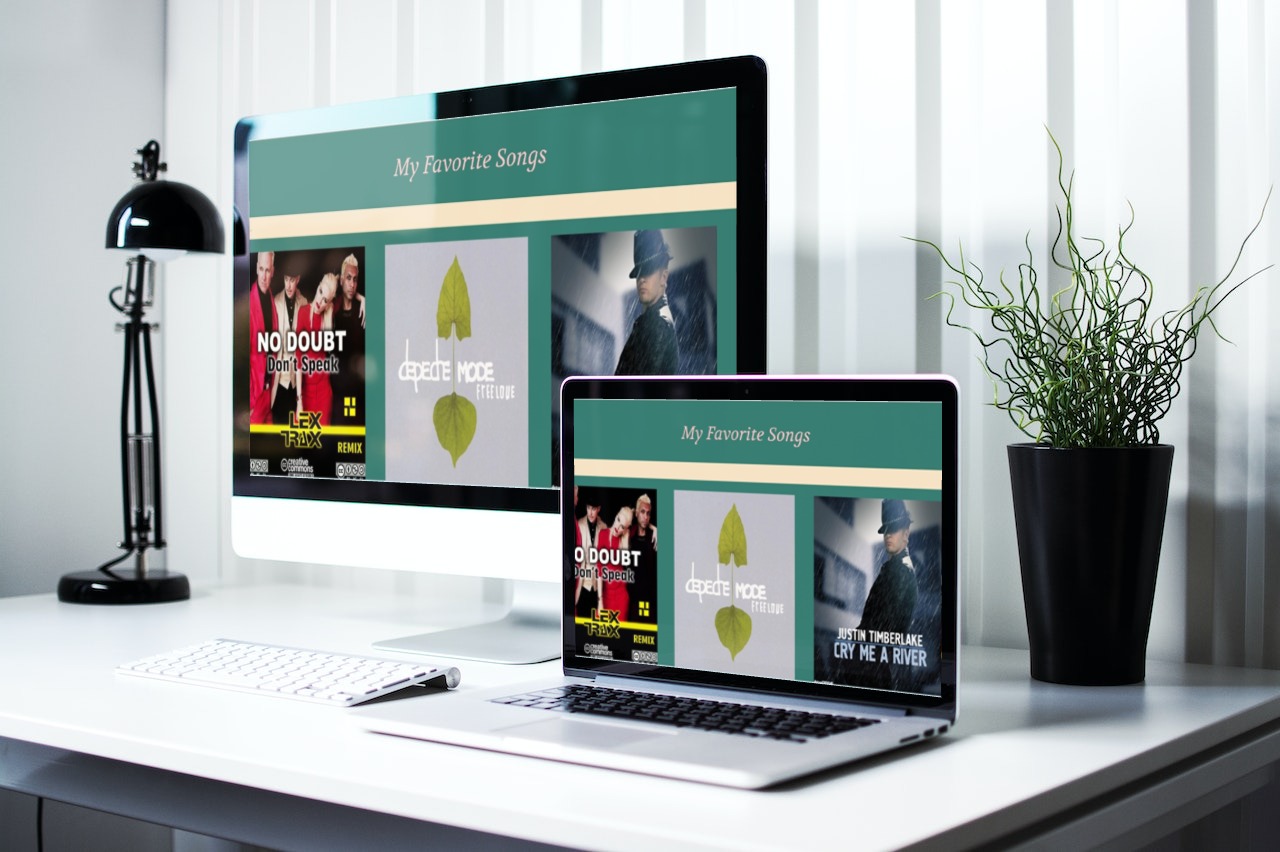 My Favorite Songs
NO DOUBT
Don't Speak
LEX
TRAX
REMIX
creative
commons
depeche MODE
FREELOVE
My Favorite Songs
O DOUBT
Don't Speak
LEX
TRAX
REMIX
creative
commons
depeche MODE
FREELOVE
JUSTIN TIMBERLAKE
CRY ME A RIVER